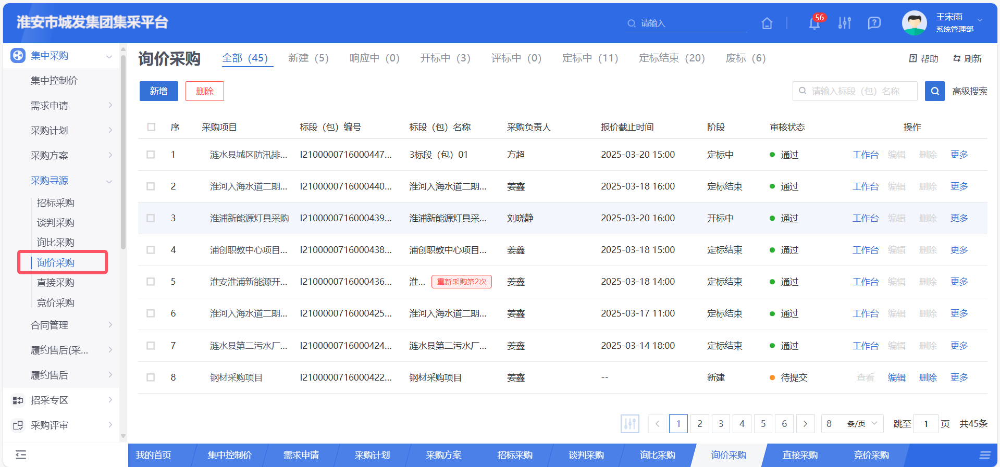 淮安市城发集团集采平台
请输入
56
王宋雨
系统管理部
集中采购
集中控制价
需求申请
采购计划
采购方案
采购寻源
招标采购
谈判采购
询比采购
询价采购
直接采购
竞价采购
合同管理
履约售后(采...
履约售后
招采专区
采购评审
询价采购 全部（45） 新建（5） 响应中（0） 开标中（3） 评标中（0） 定标中（11） 定标结束（20） 废标（6） 帮助 刷新
新增 删除 请输入标段（包）名称 高级搜索
序 采购项目 标段（包）编号 标段（包）名称 采购负责人 报价截止时间 阶段 审核状态 操作
1 涟水县城区防汛排... I2100000716000447... 3标段（包）01 方超 2025-03-20 15:00 定标中 通过 工作台 编辑 删除 更多
2 淮河入海水道二期... I2100000716000440... 淮河入海水道二期... 姜鑫 2025-03-18 16:00 定标结束 通过 工作台 编辑 删除 更多
3 淮浦新能源灯具采购 I2100000716000439... 淮浦新能源灯具采... 刘晓静 2025-03-20 16:00 开标中 通过 工作台 编辑 删除 更多
4 浦创职教中心项目... I2100000716000438... 浦创职教中心项目... 姜鑫 2025-03-18 15:00 定标结束 通过 工作台 编辑 删除 更多
5 淮安淮浦新能源开... I2100000716000436... 淮... 重新采购第2次 姜鑫 2025-03-18 14:00 定标结束 通过 工作台 编辑 删除 更多
6 淮河入海水道二期... I2100000716000425... 淮河入海水道二期... 姜鑫 2025-03-17 11:00 定标结束 通过 工作台 编辑 删除 更多
7 涟水县第二污水厂... I2100000716000424... 涟水县第二污水厂... 姜鑫 2025-03-14 18:00 定标结束 通过 工作台 编辑 删除 更多
8 钢材采购项目 I2100000716000422... 钢材采购项目 姜鑫 -- 新建 待提交 查看 编辑 删除 更多
1 2 3 4 5 6 8 条/页 跳至 1 页 共45条
我的首页 集中控制价 需求申请 采购计划 采购方案 招标采购 谈判采购 询比采购 询价采购 直接采购 竞价采购